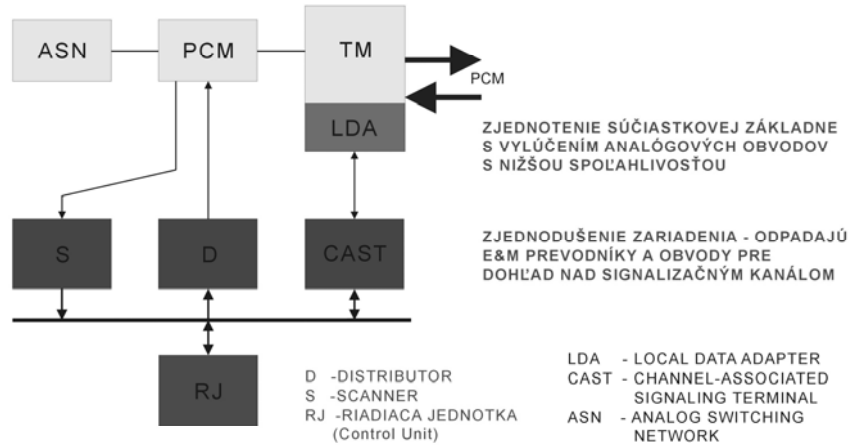 ASN
PCM
TM
PCM
LDA
ZJEDNOTENIE SÚČIASTKOVEJ ZÁKLADNE
S VYLÚČENÍM ANALÓGOVÝCH OBVODOV
S NIŽŠOU SPOĽAHLIVOSŤOU
S
D
CAST
ZJEDNODUŠENIE ZARIADENIA - ODPADAJÚ
E&M PREVODNÍKY A OBVODY PRE
DOHĽAD NAD SIGNALIZAČNÝM KANÁLOM
RJ
D -DISTRIBUTOR
S -SCANNER
RJ -RIADIACA JEDNOTKA
(Control Unit)
LDA - LOCAL DATA ADAPTER
CAST - CHANNEL-ASSOCIATED
SIGNALING TERMINAL
ASN - ANALOG SWITCHING
NETWORK